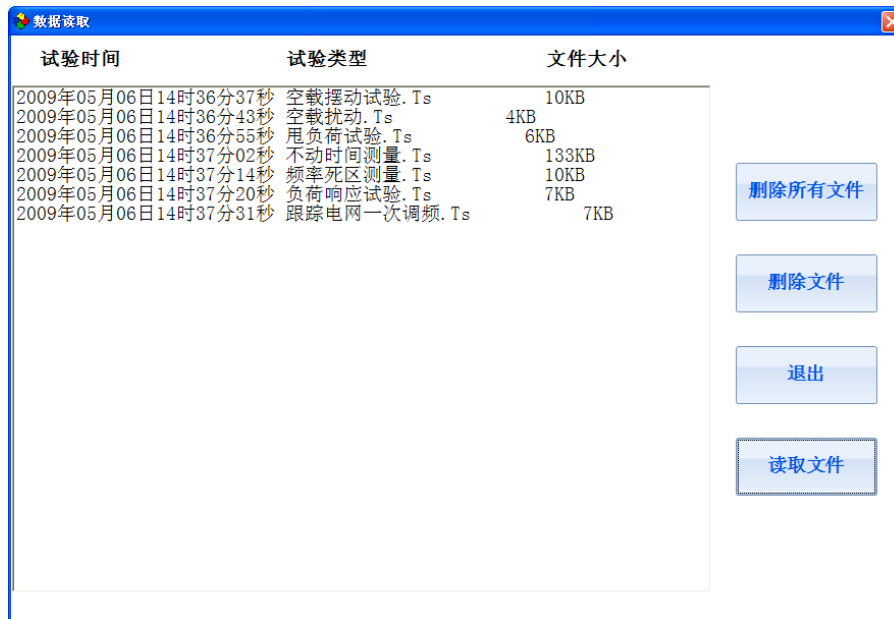 数据读取
试验时间 试验类型 文件大小
2009年05月06日14时36分37秒 空载摆动试验.Ts 10KB
2009年05月06日14时36分43秒 空载扰动.Ts 4KB
2009年05月06日14时36分55秒 甩负荷试验.Ts 6KB
2009年05月06日14时37分02秒 不动时间测量.Ts 133KB
2009年05月06日14时37分14秒 频率死区测量.Ts 10KB
2009年05月06日14时37分20秒 负荷响应试验.Ts 7KB
2009年05月06日14时37分31秒 跟踪电网一次调频.Ts 7KB
删除所有文件
删除文件
退出
读取文件